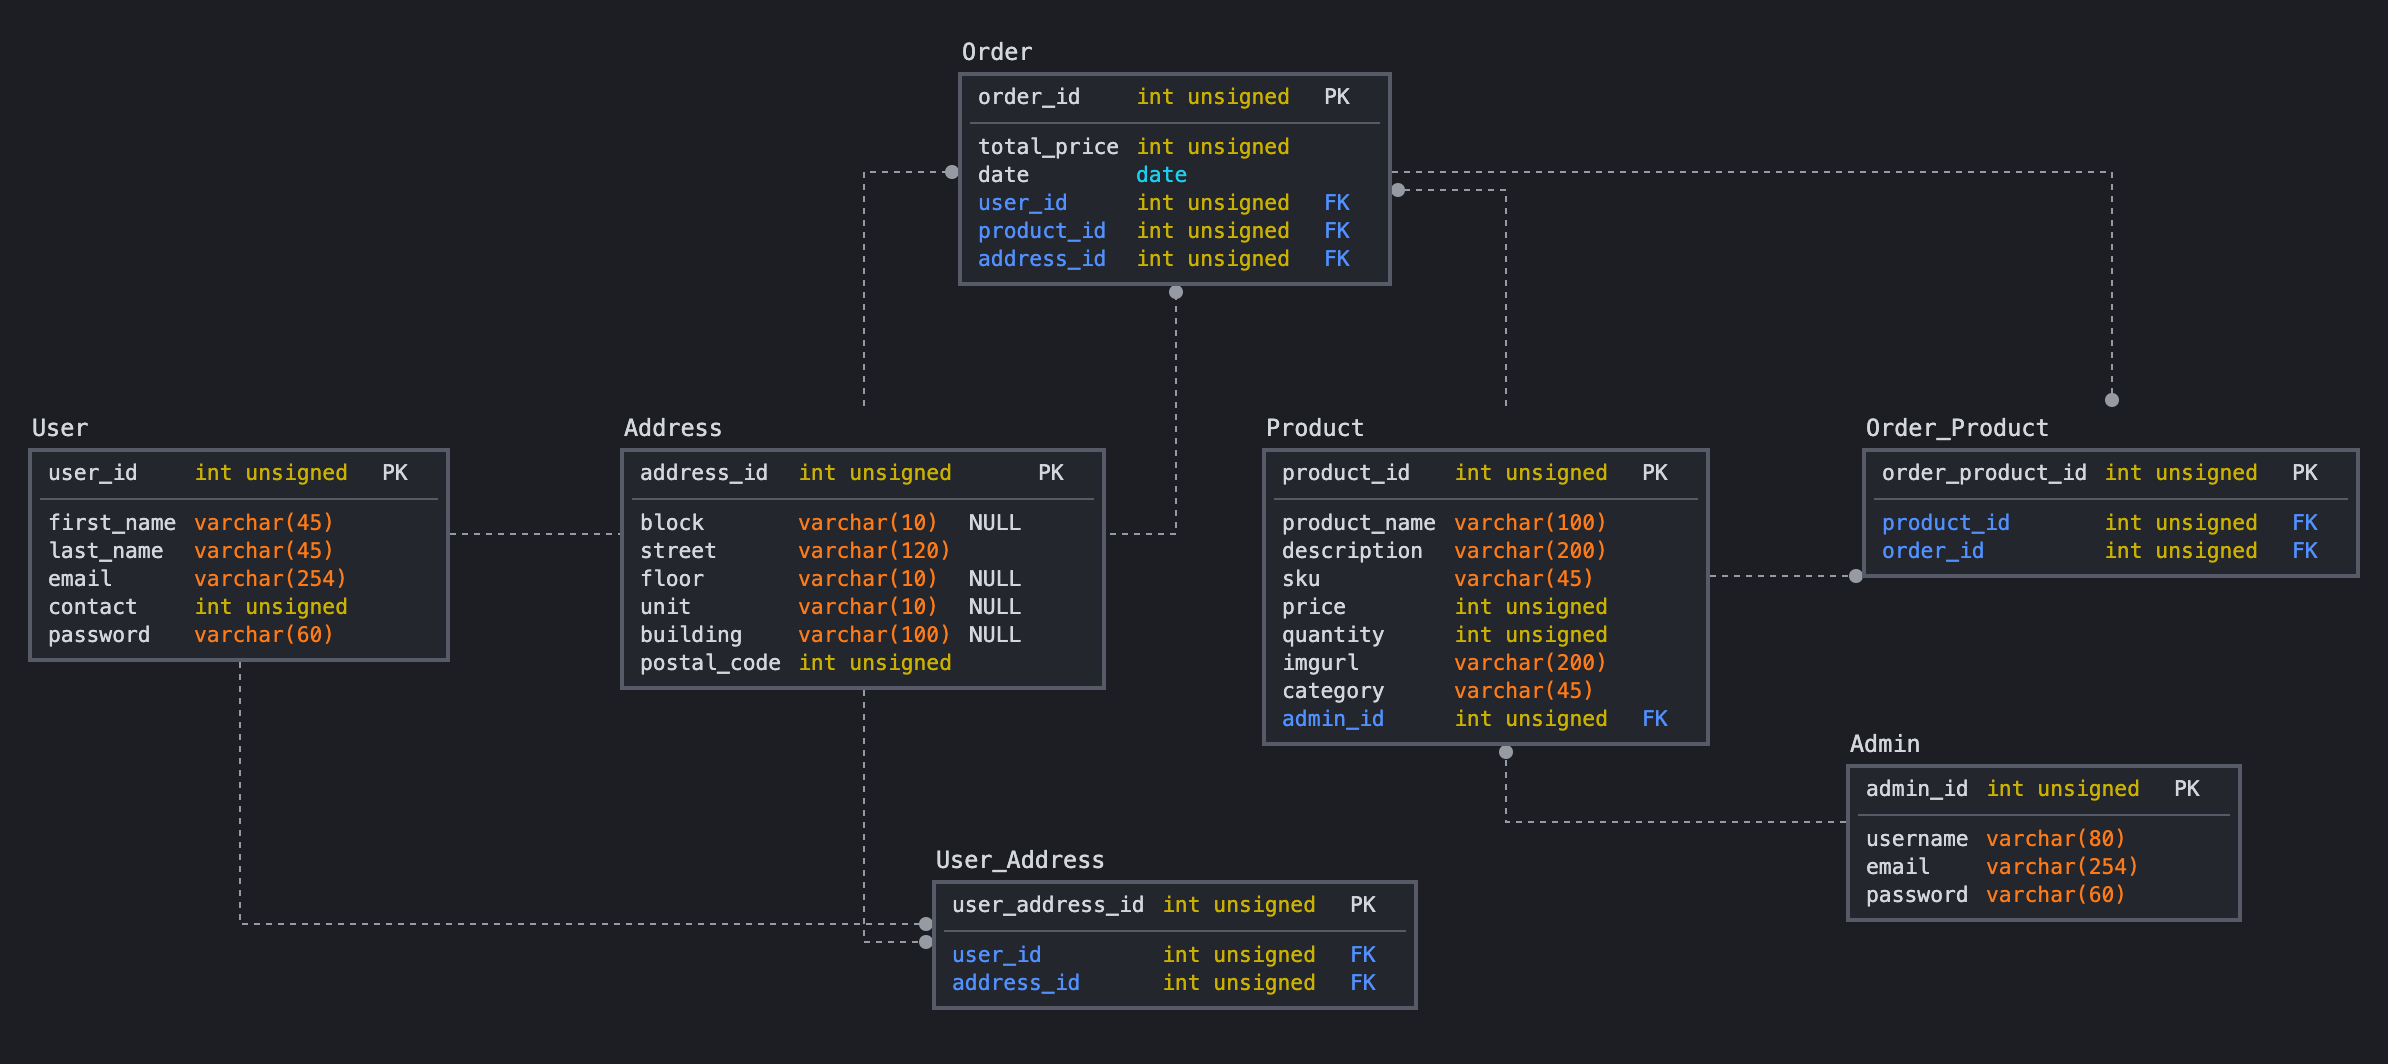 Order
order_id int unsigned PK
total_price int unsigned
date date
user_id int unsigned FK
product_id int unsigned FK
address_id int unsigned FK
User
user_id int unsigned PK
first_name varchar(45)
last_name varchar(45)
email varchar(254)
contact int unsigned
password varchar(60)
Address
address_id int unsigned PK
block varchar(10) NULL
street varchar(120)
floor varchar(10) NULL
unit varchar(10) NULL
building varchar(100) NULL
postal_code int unsigned
Product
product_id int unsigned PK
product_name varchar(100)
description varchar(200)
sku varchar(45)
price int unsigned
quantity int unsigned
imgurl varchar(200)
category varchar(45)
admin_id int unsigned FK
Order_Product
order_product_id int unsigned PK
product_id int unsigned FK
order_id int unsigned FK
Admin
admin_id int unsigned PK
username varchar(80)
email varchar(254)
password varchar(60)
User_Address
user_address_id int unsigned PK
user_id int unsigned FK
address_id int unsigned FK